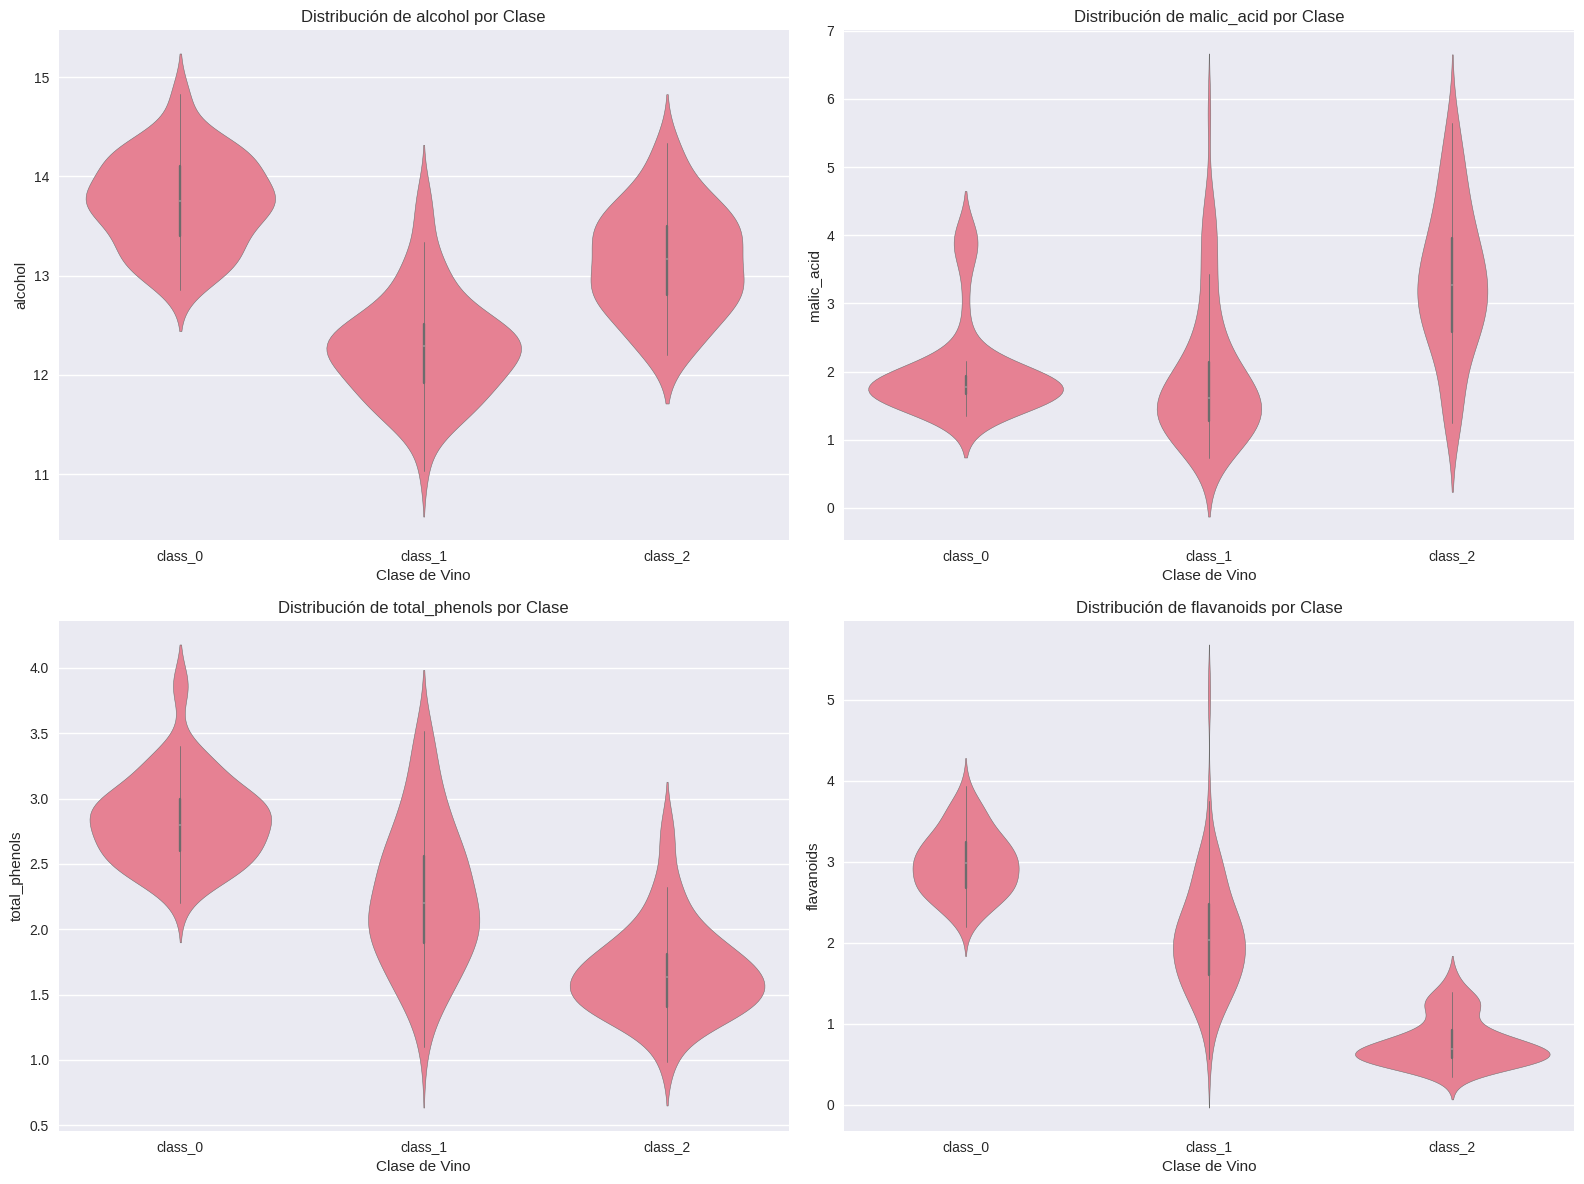 Distribución de alcohol por Clase
15
14
13
12
11
alcohol
class_0 class_1 class_2
Clase de Vino
Distribución de malic_acid por Clase
7
6
5
4
3
2
1
0
malic_acid
class_0 class_1 class_2
Clase de Vino
Distribución de total_phenols por Clase
4.0
3.5
3.0
2.5
2.0
1.5
1.0
0.5
total_phenols
class_0 class_1 class_2
Clase de Vino
Distribución de flavanoids por Clase
5
4
3
2
1
0
flavanoids
class_0 class_1 class_2
Clase de Vino